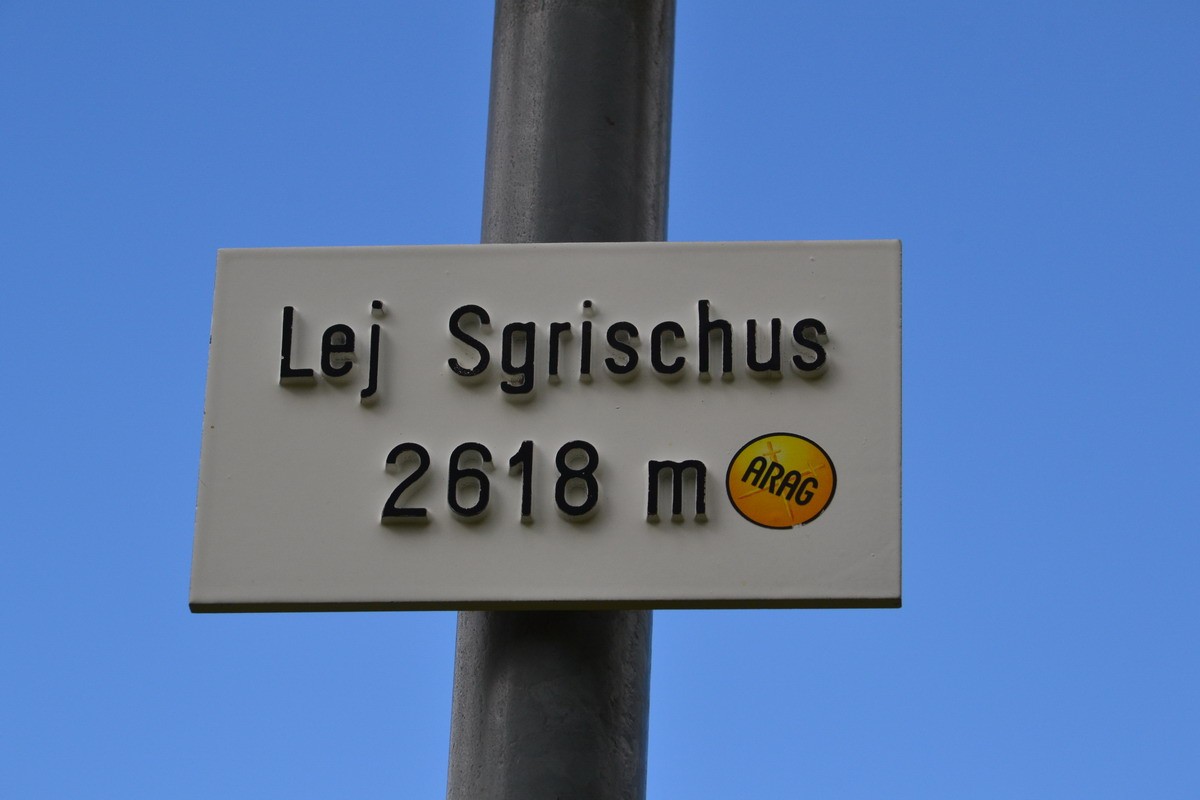 Lej Sgrischus
2618 m
ARAG